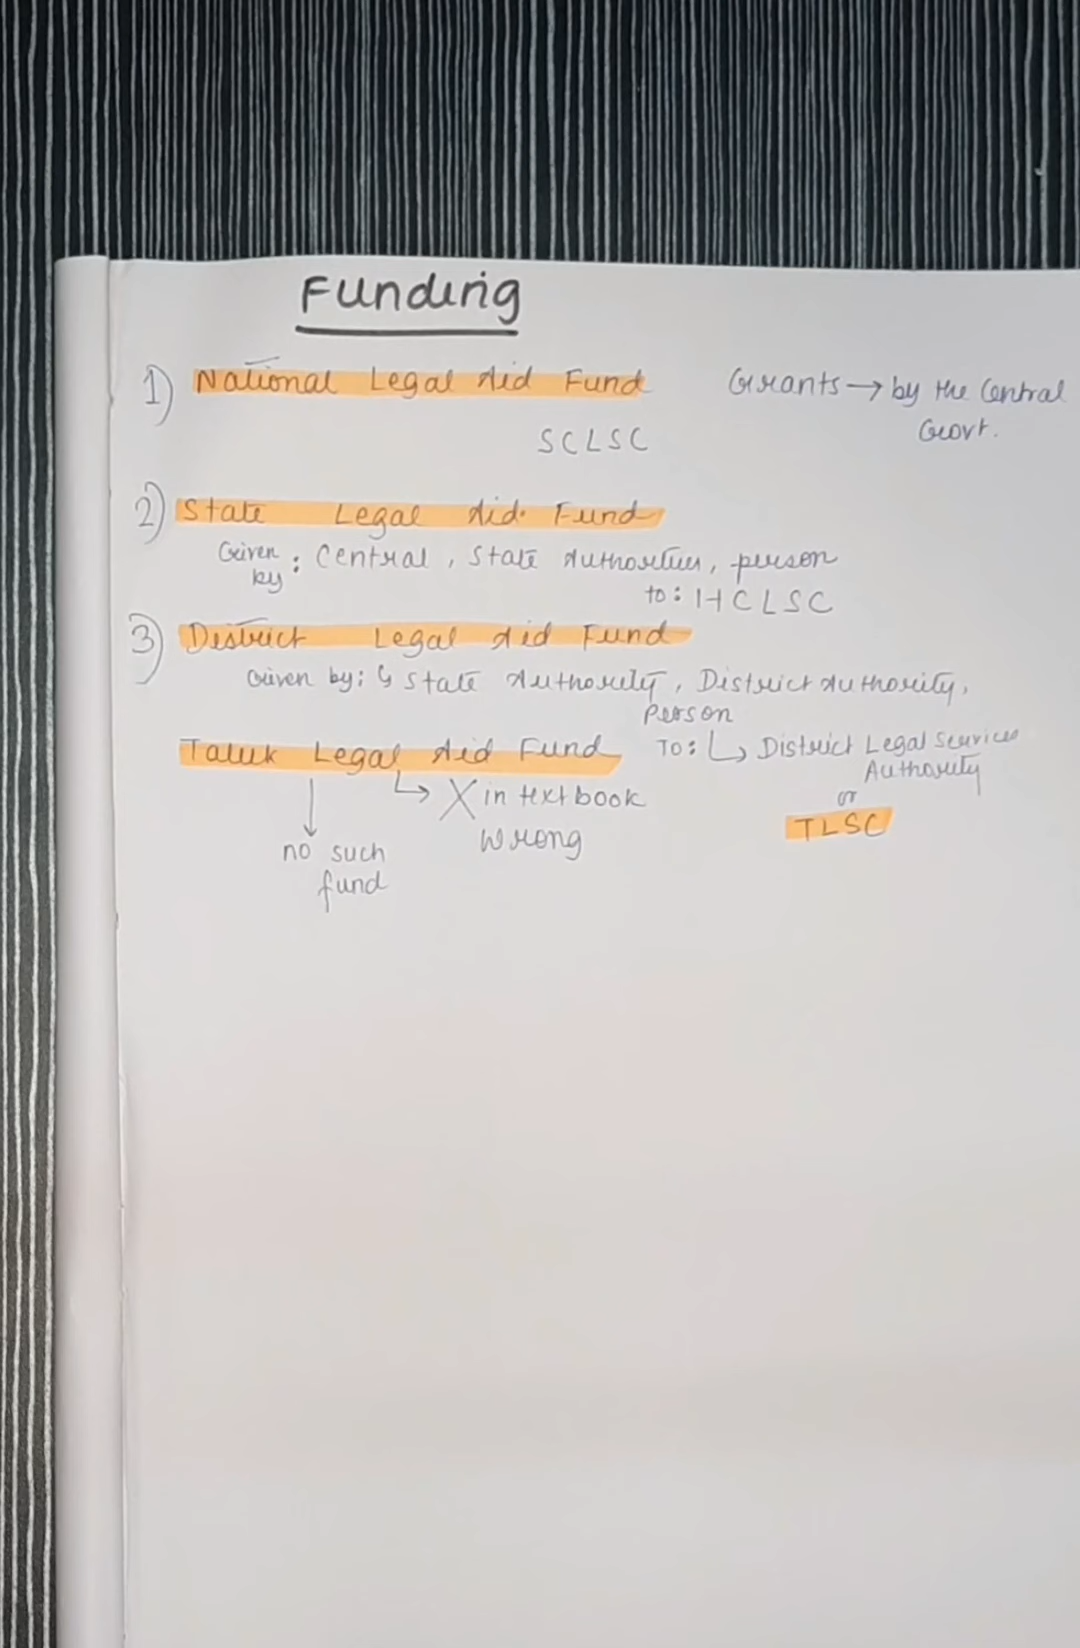 Funding
1) National Legal Aid Fund Grants → by the Central
Govt.
SCLSC
2) State Legal Aid Fund
Given by : Central , State Authorities , person
to : HCLSC
3) District Legal Aid Fund
Given by : ↳ State Authority , District Authority ,
Person
Taluk Legal Aid Fund To : ↳ District Legal Services
Authority
↳ X in textbook
or
Wrong
TLSC
↓
no such
fund